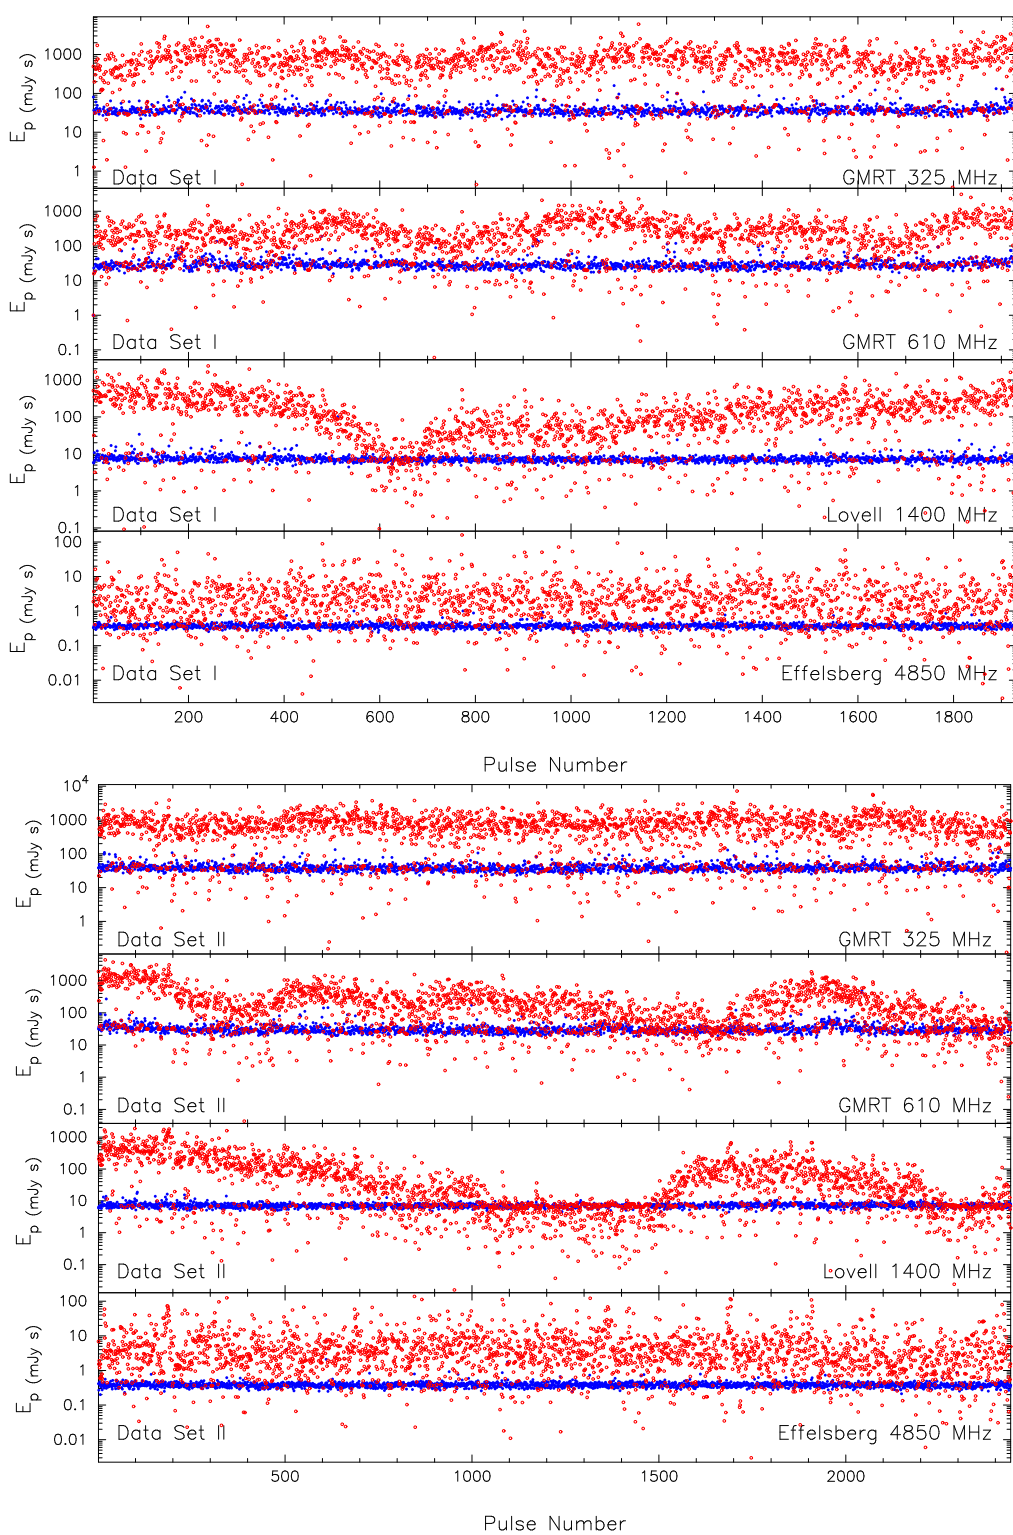 E_p (mJy s)
1000
100
10
1
Data Set I
GMRT 325 MHz
E_p (mJy s)
1000
100
10
1
0.1
Data Set I
GMRT 610 MHz
E_p (mJy s)
1000
100
10
1
0.1
Data Set I
Lovell 1400 MHz
E_p (mJy s)
100
10
1
0.1
0.01
Data Set I
Effelsberg 4850 MHz
200 400 600 800 1000 1200 1400 1600 1800
Pulse Number
E_p (mJy s)
10^4
1000
100
10
1
Data Set II
GMRT 325 MHz
E_p (mJy s)
1000
100
10
1
0.1
Data Set II
GMRT 610 MHz
E_p (mJy s)
1000
100
10
1
0.1
Data Set II
Lovell 1400 MHz
E_p (mJy s)
100
10
1
0.1
0.01
Data Set II
Effelsberg 4850 MHz
500 1000 1500 2000
Pulse Number